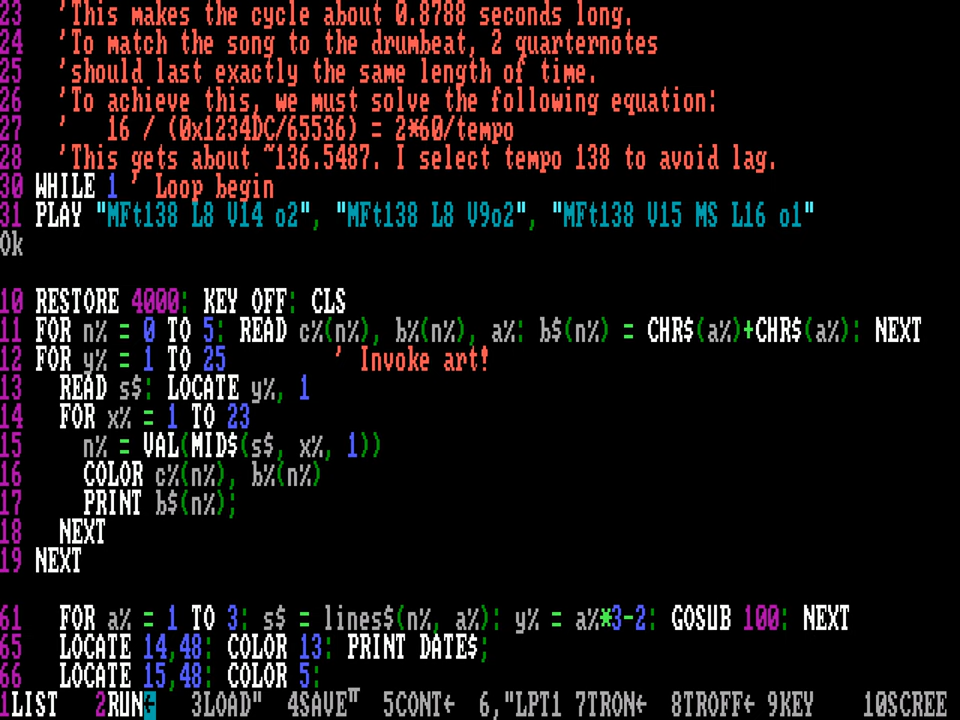 23   'This makes the cycle about 0.8788 seconds long.
24   'To match the song to the drumbeat, 2 quarternotes
25   'should last exactly the same length of time.
26   'To achieve this, we must solve the following equation:
27   '   16 / (0x1234DC/65536) = 2*60/tempo
28   'This gets about ~136.5487. I select tempo 138 to avoid lag.
30 WHILE 1 ' Loop begin
31 PLAY "MFt138 L8 V14 o2", "MFt138 L8 V9o2", "MFt138 V15 MS L16 o1"
Ok
10 RESTORE 4000: KEY OFF: CLS
11 FOR n% = 0 TO 5: READ c%(n%), b%(n%), a%: b$(n%) = CHR$(a%)+CHR$(a%): NEXT
12 FOR y% = 1 TO 25         ' Invoke art!
13   READ s$: LOCATE y%, 1
14   FOR x% = 1 TO 23
15     n% = VAL(MID$(s$, x%, 1))
16     COLOR c%(n%), b%(n%)
17     PRINT b$(n%);
18   NEXT
19 NEXT
61   FOR a% = 1 TO 3: s$ = lines$(n%, a%): y% = a%*3-2: GOSUB 100: NEXT
65   LOCATE 14,48: COLOR 13: PRINT DATE$;
66   LOCATE 15,48: COLOR 5:
1LIST   2RUN←   3LOAD"  4SAVE"  5CONT←  6,"LPT1 7TRON←  8TROFF← 9KEY    10SCREE